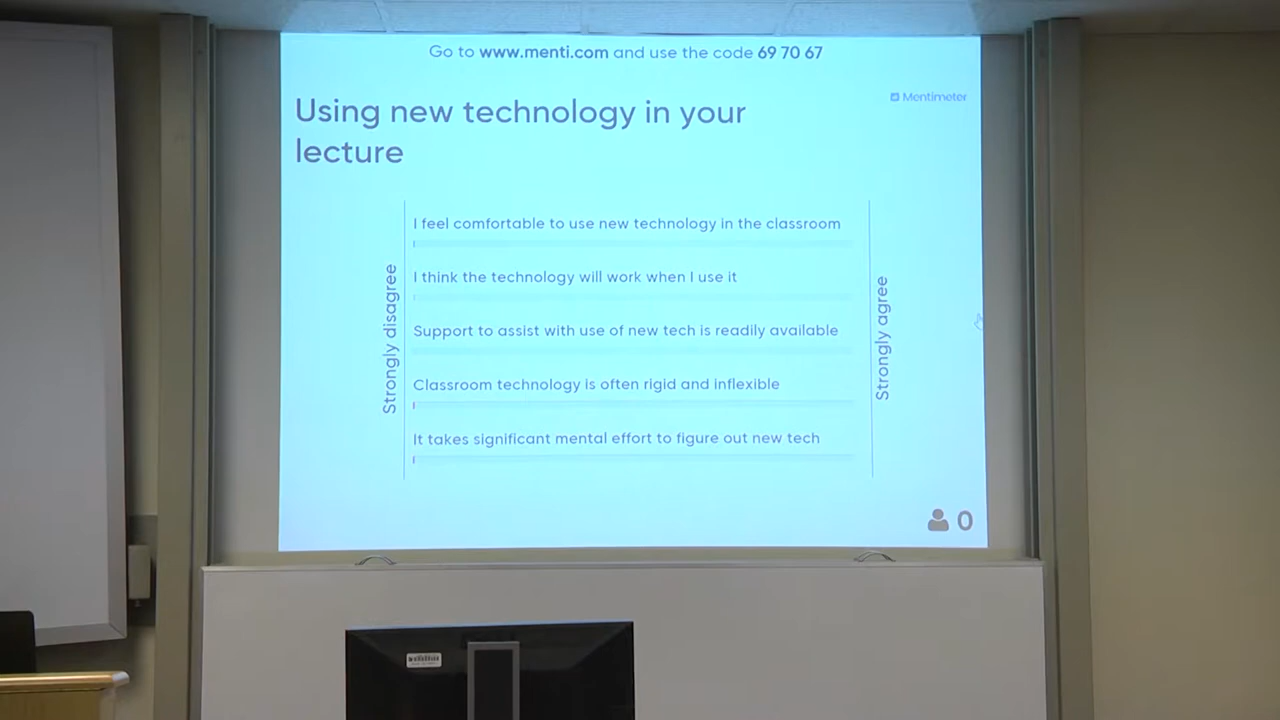 Go to www.menti.com and use the code 69 70 67
Mentimeter
Using new technology in your
lecture
Strongly disagree
I feel comfortable to use new technology in the classroom
I think the technology will work when I use it
Support to assist with use of new tech is readily available
Classroom technology is often rigid and inflexible
It takes significant mental effort to figure out new tech
Strongly agree
0